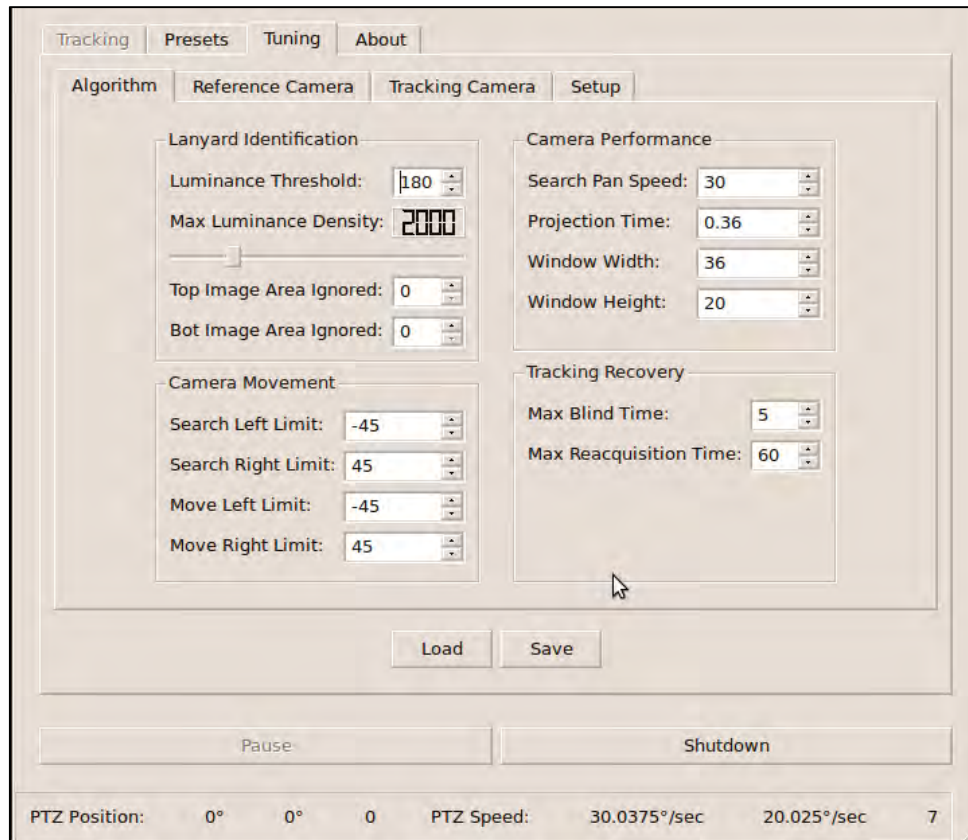 Tracking Presets Tuning About
Algorithm Reference Camera Tracking Camera Setup
Lanyard Identification
Luminance Threshold: 180
Max Luminance Density: 2000
Top Image Area Ignored: 0
Bot Image Area Ignored: 0
Camera Movement
Search Left Limit: -45
Search Right Limit: 45
Move Left Limit: -45
Move Right Limit: 45
Camera Performance
Search Pan Speed: 30
Projection Time: 0.36
Window Width: 36
Window Height: 20
Tracking Recovery
Max Blind Time: 5
Max Reacquisition Time: 60
Load Save
Pause Shutdown
PTZ Position: 0° 0° 0 PTZ Speed: 30.0375°/sec 20.025°/sec 7